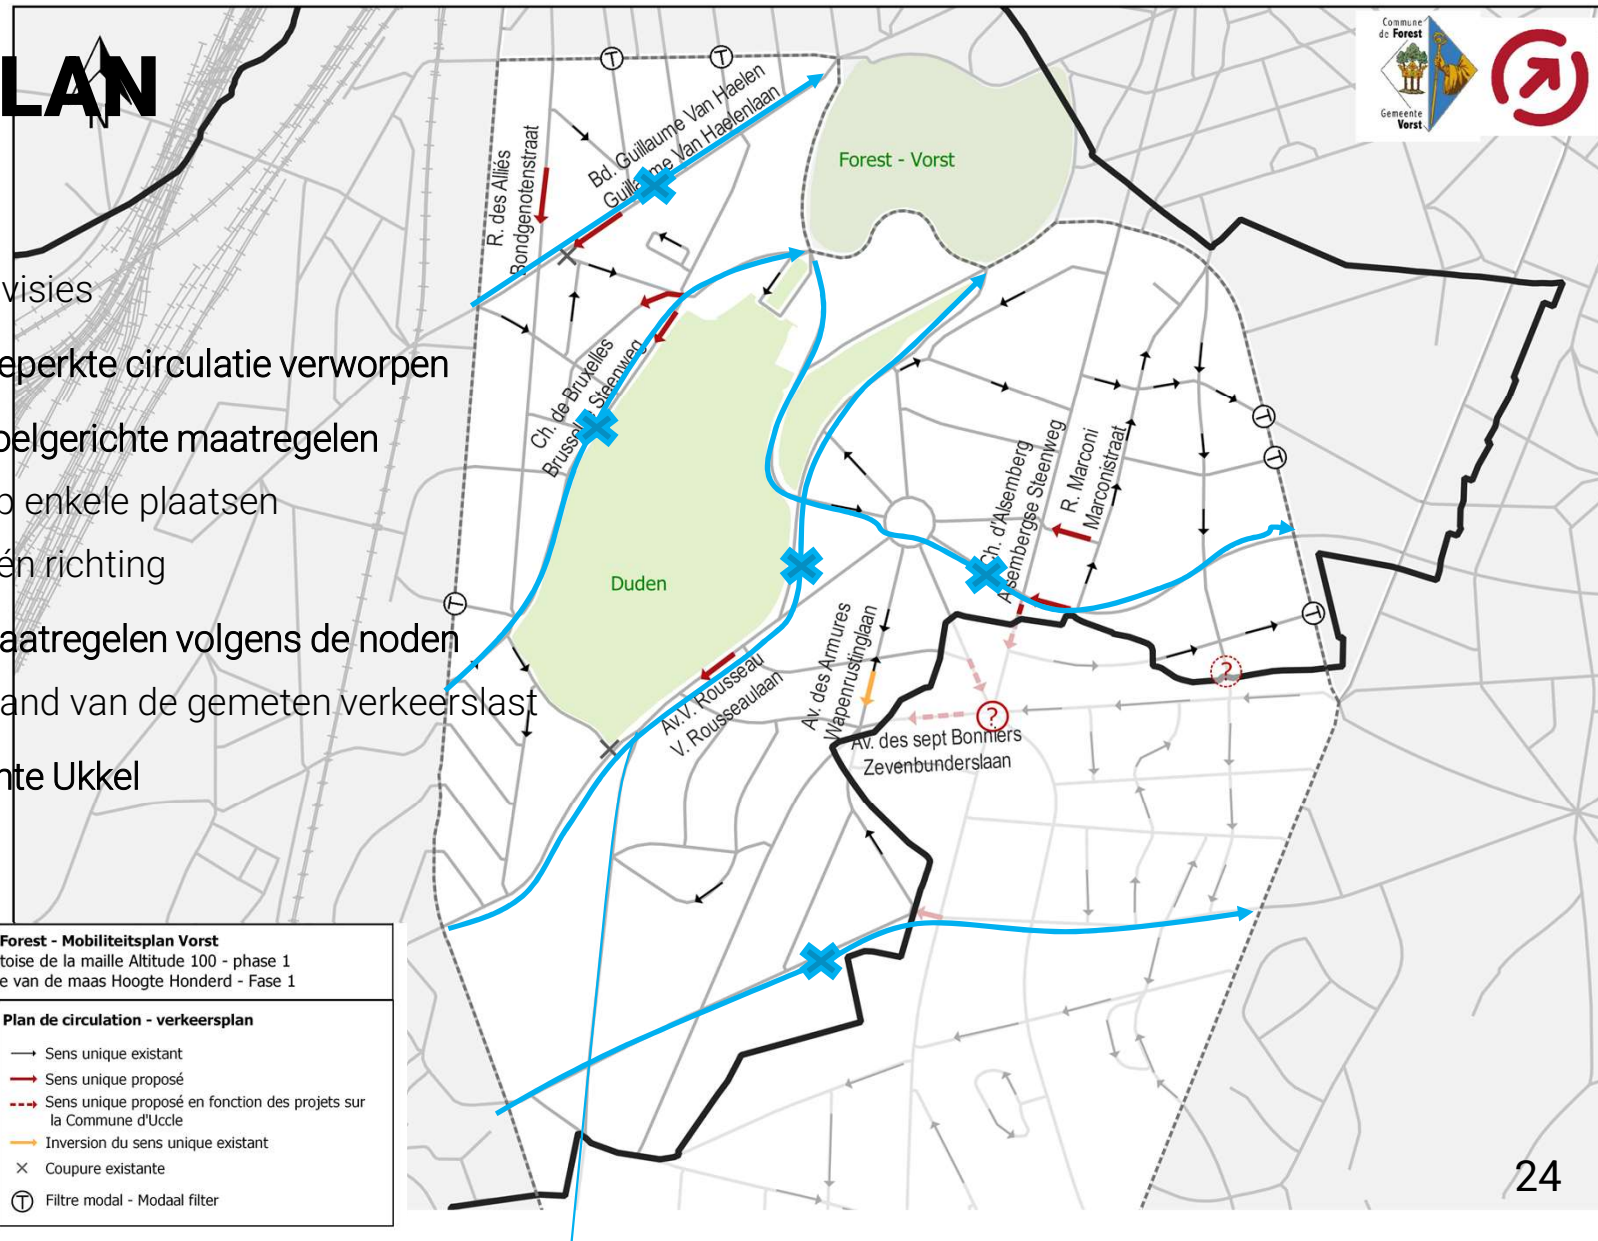 LAN
N
Commune
de Forest
Gemeente
Vorst
visies
eperkte circulatie verworpen
oelgerichte maatregelen
enkele plaatsen
én richting
aatregelen volgens de noden
and van de gemeten verkeerslast
nte Ukkel
Forest - Vorst
Duden
Bd. Guillaume Van Haelen
Guillaume Van Haelenlaan
R. des Alliés
Bondgenotenstraat
Ch. de Bruxelles
Brusselse Steenweg
Ch. d'Alsemberg
Alsembergse Steenweg
R. Marconi
Marconistraat
Av. des Armures
Wapenrustinglaan
Av.V. Rousseau
V. Rousseaulaan
?
?
Av. des sept Bonniers
Zevenbunderslaan
T
T
T
T
T
T
Forest - Mobiliteitsplan Vorst
toise de la maille Altitude 100 - phase 1
e van de maas Hoogte Honderd - Fase 1
Plan de circulation - verkeersplan
Sens unique existant
Sens unique proposé
Sens unique proposé en fonction des projets sur
la Commune d'Uccle
Inversion du sens unique existant
Coupure existante
T Filtre modal - Modaal filter
24